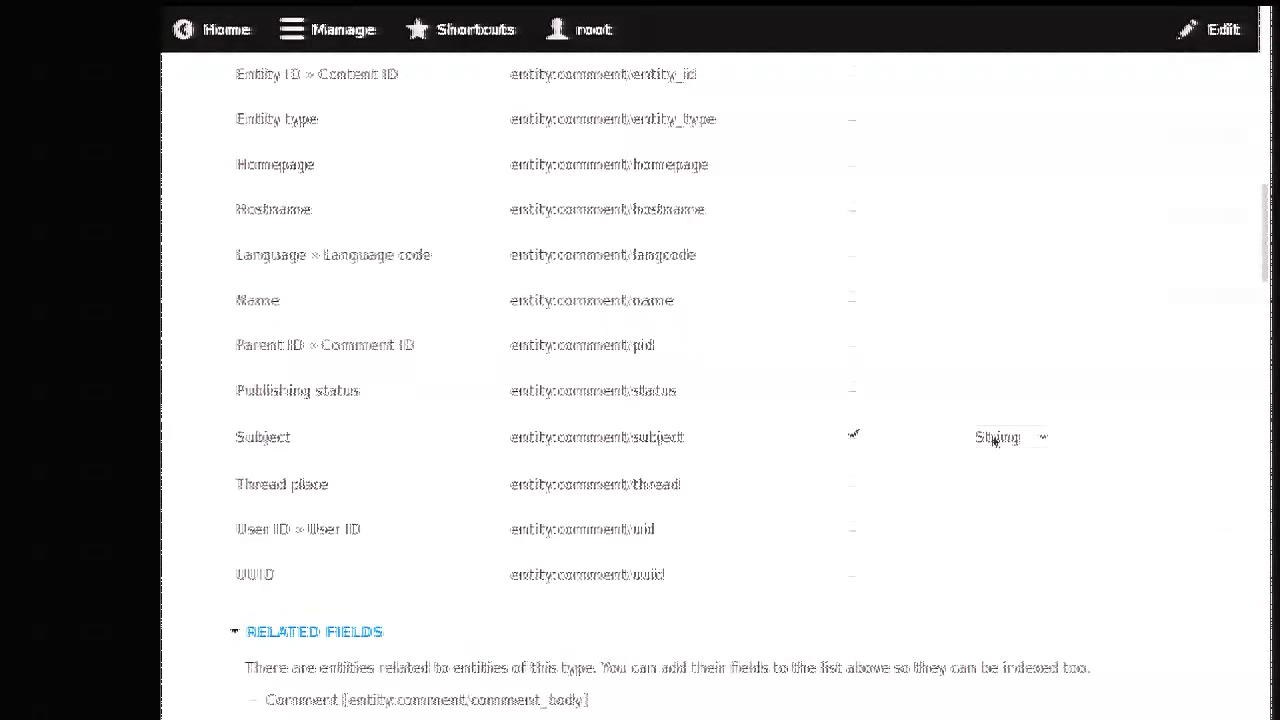 Home Manage Shortcuts root Edit
Entity ID » Content ID entity:comment/entity_id
Entity type entity:comment/entity_type
Homepage entity:comment/homepage
Hostname entity:comment/hostname
Language » Language code entity:comment/langcode
Name entity:comment/name
Parent ID » Comment ID entity:comment/pid
Publishing status entity:comment/status
Subject entity:comment/subject String
Thread place entity:comment/thread
User ID » User ID entity:comment/uid
UUID entity:comment/uuid
RELATED FIELDS
There are entities related to entities of this type. You can add their fields to the list above so they can be indexed too.
Comment [entity:comment/comment_body]